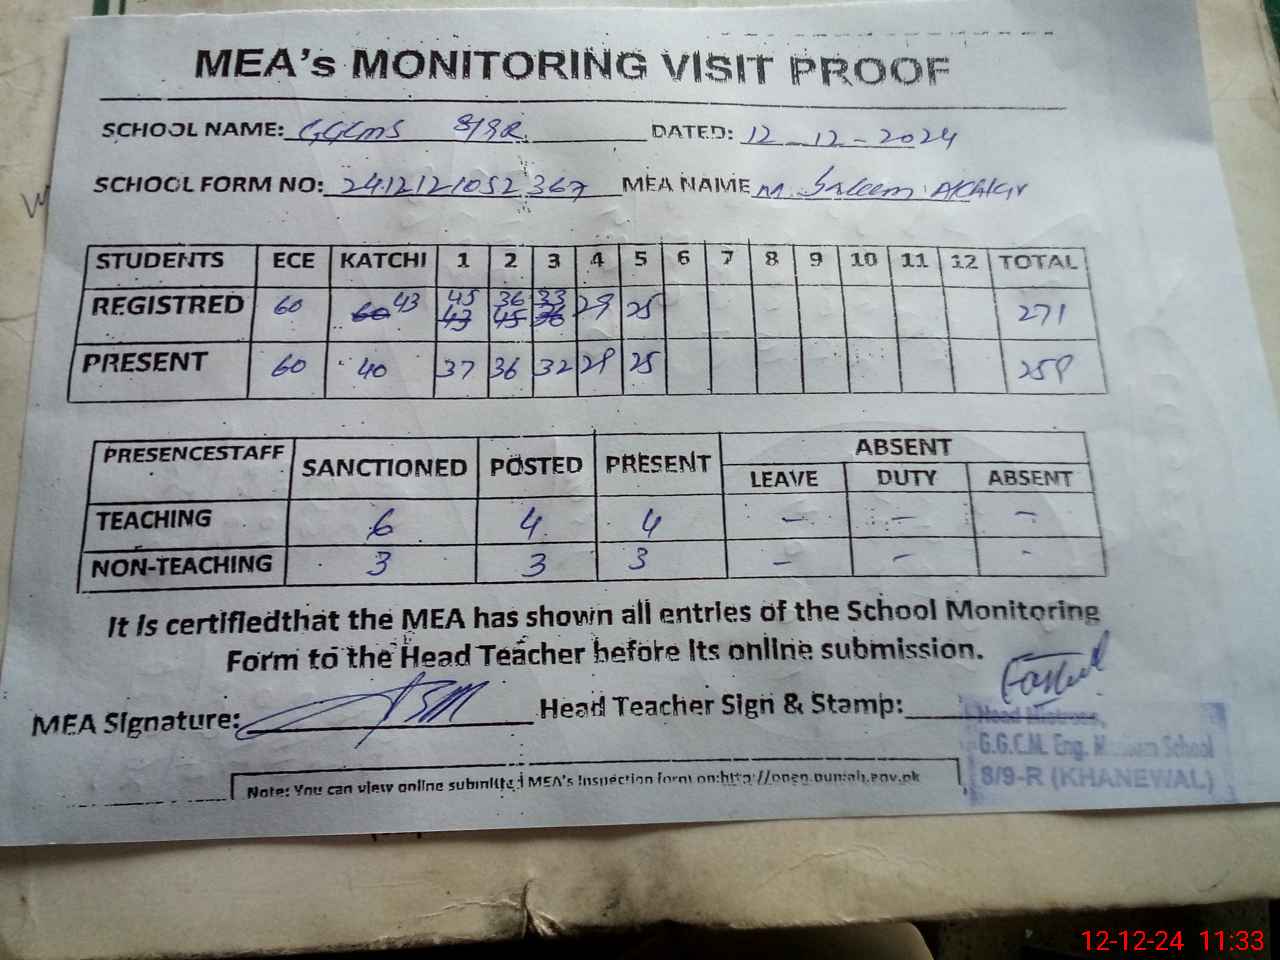 MEA's MONITORING VISIT PROOF
SCHOOL NAME: GGCMS 8/9R DATED: 12-12-2024
SCHOOL FORM NO: 2412121052367 MEA NAME M. Saleem Akhtar
STUDENTS ECE KATCHI 1 2 3 4 5 6 7 8 9 10 11 12 TOTAL
REGISTRED 60 60 43 45 43 36 45 33 36 29 25 271
PRESENT 60 40 37 36 32 29 25 259
PRESENCESTAFF SANCTIONED POSTED PRESENT ABSENT
LEAVE DUTY ABSENT
TEACHING 6 4 4 - - -
NON-TEACHING 3 3 3 - - -
It is certifiedthat the MEA has shown all entries of the School Monitoring
Form to the Head Teacher before its online submission.
MEA Signature: Head Teacher Sign & Stamp:
Head Mistress,
G.G.C.M. Eng. School
8/9-R (KHANEWAL)
Note: You can view online submitted MEA's Inspection form on:http://open.punjab.gov.pk
12-12-24 11:33